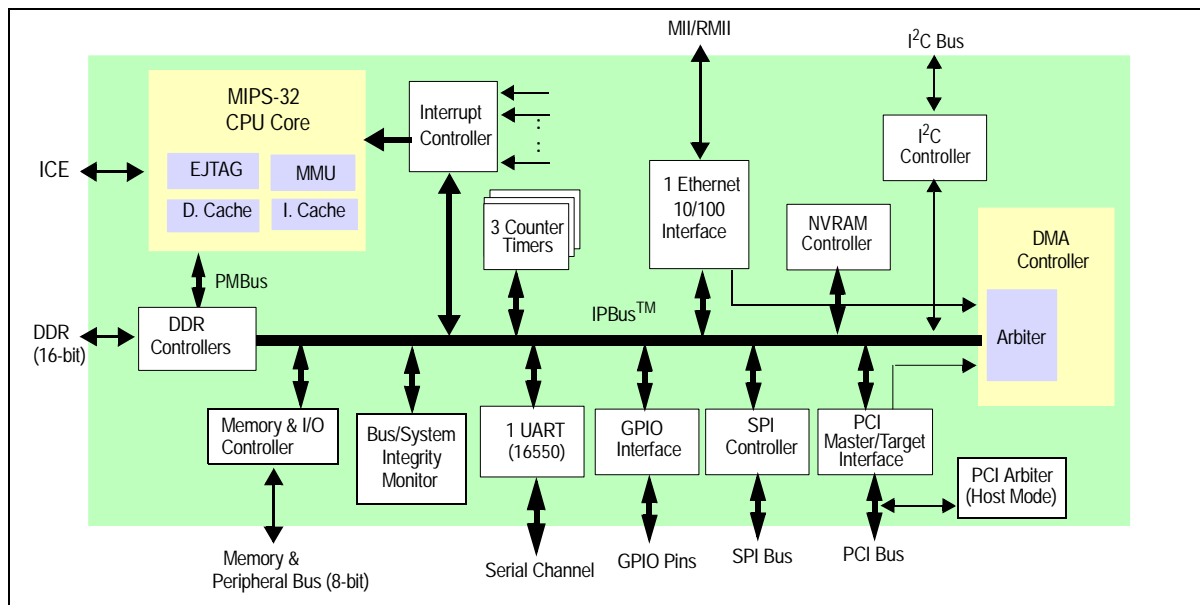 MII/RMII
I²C Bus
MIPS-32
CPU Core
EJTAG
MMU
D. Cache
I. Cache
ICE
Interrupt
Controller
I²C
Controller
1 Ethernet
10/100
Interface
3 Counter
Timers
NVRAM
Controller
DMA
Controller
Arbiter
PMBus
IPBus™
DDR
(16-bit)
DDR
Controllers
Memory & I/O
Controller
Bus/System
Integrity
Monitor
1 UART
(16550)
GPIO
Interface
SPI
Controller
PCI
Master/Target
Interface
PCI Arbiter
(Host Mode)
Memory &
Peripheral Bus (8-bit)
Serial Channel
GPIO Pins
SPI Bus
PCI Bus